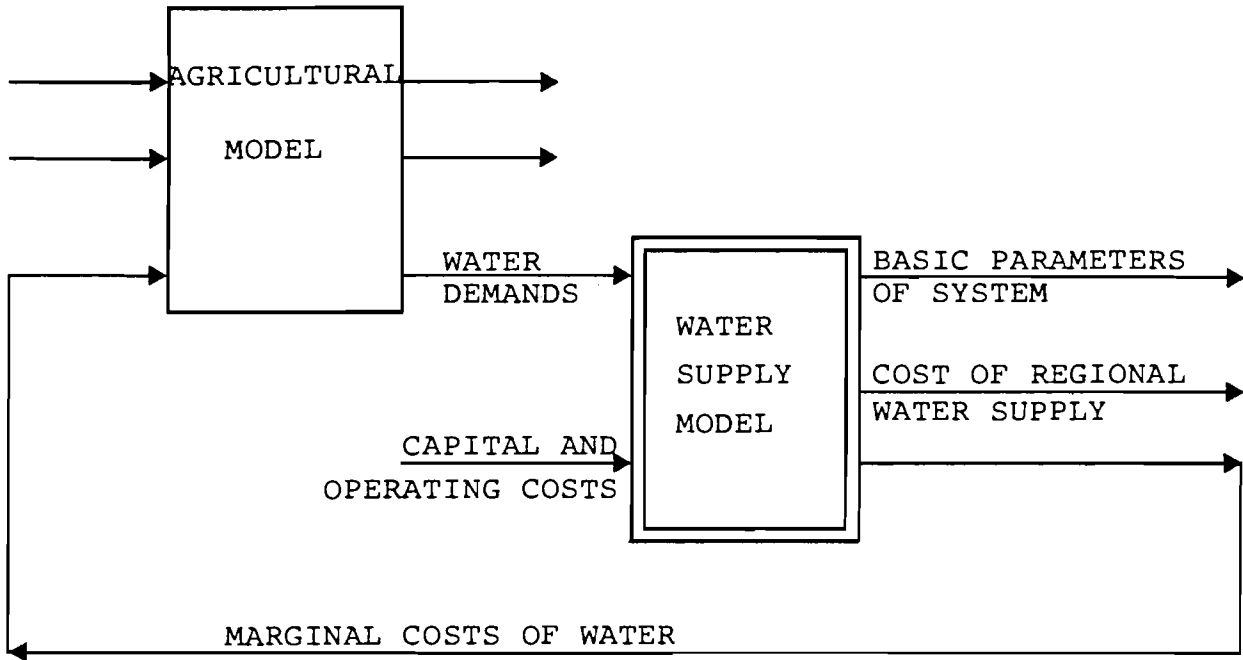 AGRICULTURAL
MODEL
WATER
DEMANDS
CAPITAL AND
OPERATING COSTS
WATER
SUPPLY
MODEL
BASIC PARAMETERS
OF SYSTEM
COST OF REGIONAL
WATER SUPPLY
MARGINAL COSTS OF WATER